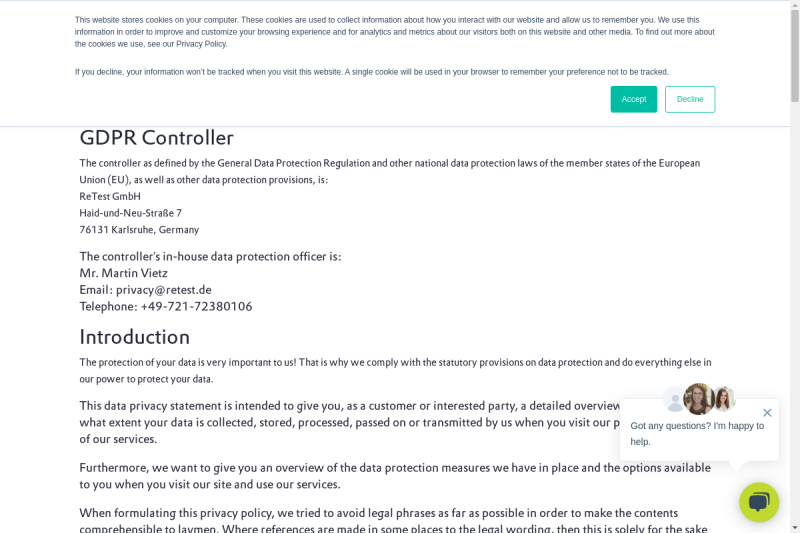 This website stores cookies on your computer. These cookies are used to collect information about how you interact with our website and allow us to remember you. We use this
information in order to improve and customize your browsing experience and for analytics and metrics about our visitors both on this website and other media. To find out more about
the cookies we use, see our Privacy Policy.
If you decline, your information won't be tracked when you visit this website. A single cookie will be used in your browser to remember your preference not to be tracked.
Accept Decline
GDPR Controller
The controller as defined by the General Data Protection Regulation and other national data protection laws of the member states of the European
Union (EU), as well as other data protection provisions, is:
ReTest GmbH
Haid-und-Neu-Straße 7
76131 Karlsruhe, Germany
The controller's in-house data protection officer is:
Mr. Martin Vietz
Email: privacy@retest.de
Telephone: +49-721-72380106
Introduction
The protection of your data is very important to us! That is why we comply with the statutory provisions on data protection and do everything else in
our power to protect your data.
This data privacy statement is intended to give you, as a customer or interested party, a detailed overview
what extent your data is collected, stored, processed, passed on or transmitted by us when you visit our
of our services.
Furthermore, we want to give you an overview of the data protection measures we have in place and the options available
to you when you visit our site and use our services.
When formulating this privacy policy, we tried to avoid legal phrases as far as possible in order to make the contents
comprehensible to laymen. Where references are made in some places to the legal wording, then this is solely for the sake
Got any questions? I'm happy to
help.